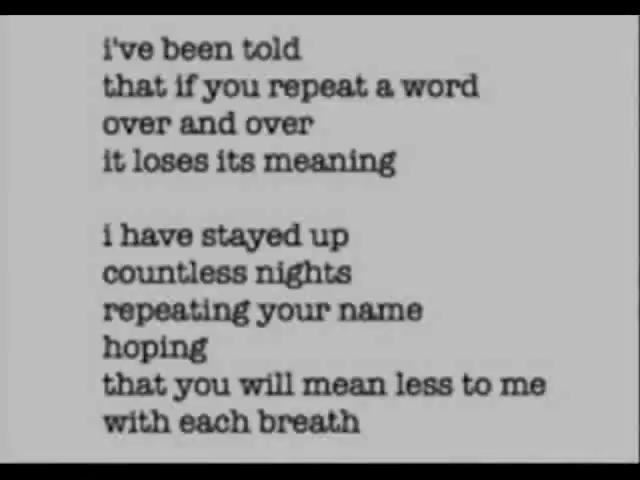 i've been told
that if you repeat a word
over and over
it loses its meaning
i have stayed up
countless nights
repeating your name
hoping
that you will mean less to me
with each breath